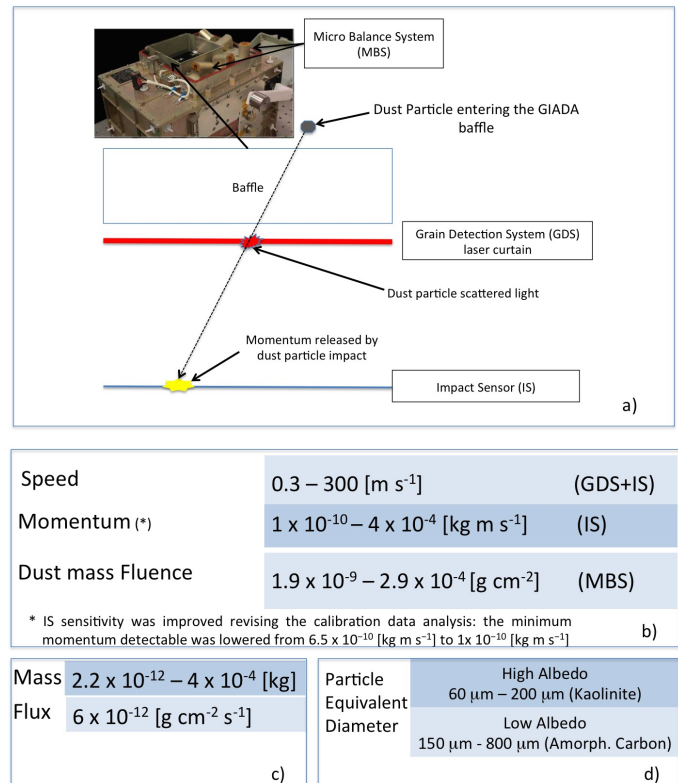 Micro Balance System
(MBS)
Dust Particle entering the GIADA
baffle
Baffle
Grain Detection System (GDS)
laser curtain
Dust particle scattered light
Momentum released by
dust particle impact
Impact Sensor (IS)
a)
Speed 0.3 – 300 [m s⁻¹] (GDS+IS)
Momentum (*) 1 x 10⁻¹⁰ – 4 x 10⁻⁴ [kg m s⁻¹] (IS)
Dust mass Fluence 1.9 x 10⁻⁹ – 2.9 x 10⁻⁴ [g cm⁻²] (MBS)
* IS sensitivity was improved revising the calibration data analysis: the minimum
momentum detectable was lowered from 6.5 x 10⁻¹⁰ [kg m s⁻¹] to 1x 10⁻¹⁰ [kg m s⁻¹]
b)
Mass 2.2 x 10⁻¹² – 4 x 10⁻⁴ [kg]
Flux 6 x 10⁻¹² [g cm⁻² s⁻¹]
c)
Particle
Equivalent
Diameter
High Albedo
60 μm – 200 μm (Kaolinite)
Low Albedo
150 μm - 800 μm (Amorph. Carbon)
d)